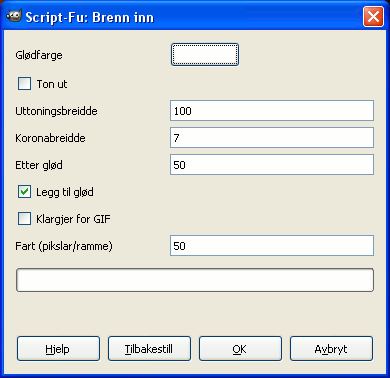 Script-Fu: Brenn inn
Glødfarge
Ton ut
Uttoningsbreidde 100
Koronabreidde 7
Etter glød 50
Legg til glød
Klargjer for GIF
Fart (pikslar/ramme) 50
Hjelp Tilbakestill OK Avbryt